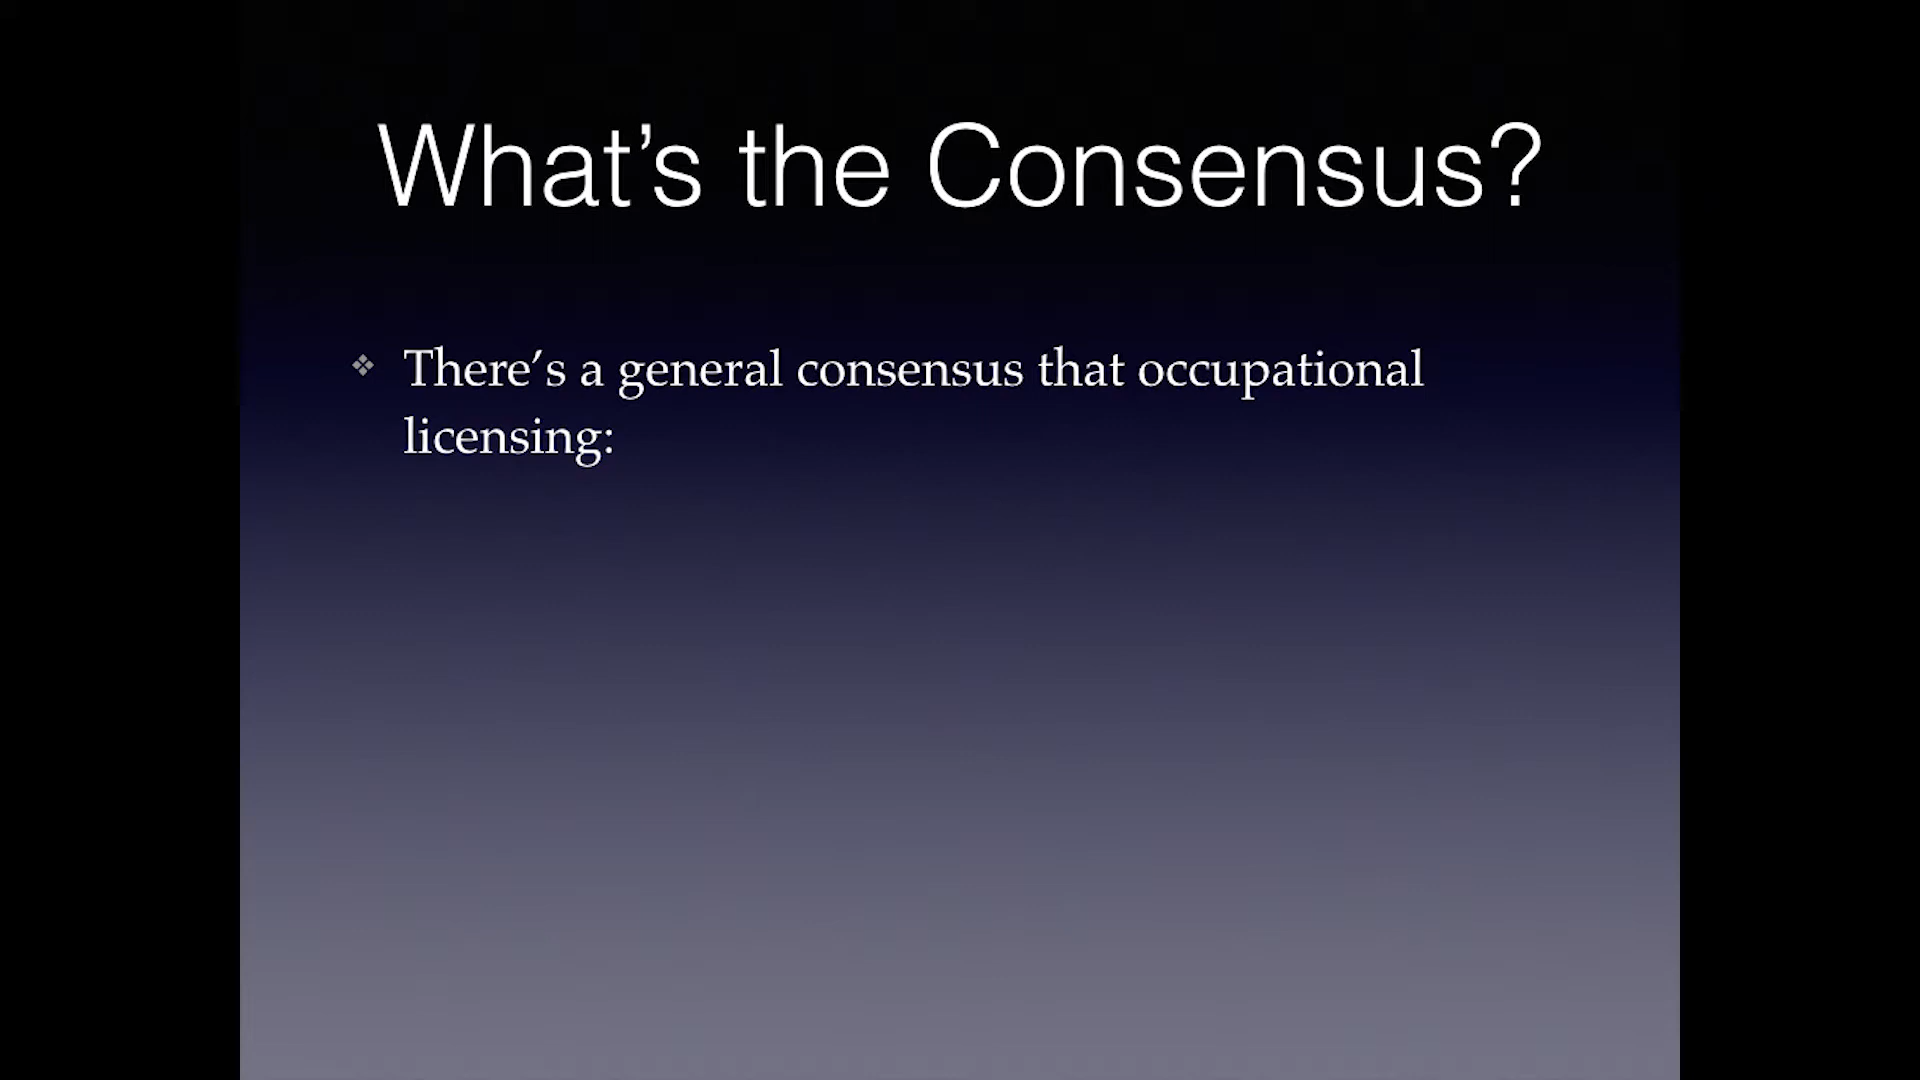 What’s the Consensus?
❖ There’s a general consensus that occupational
licensing: